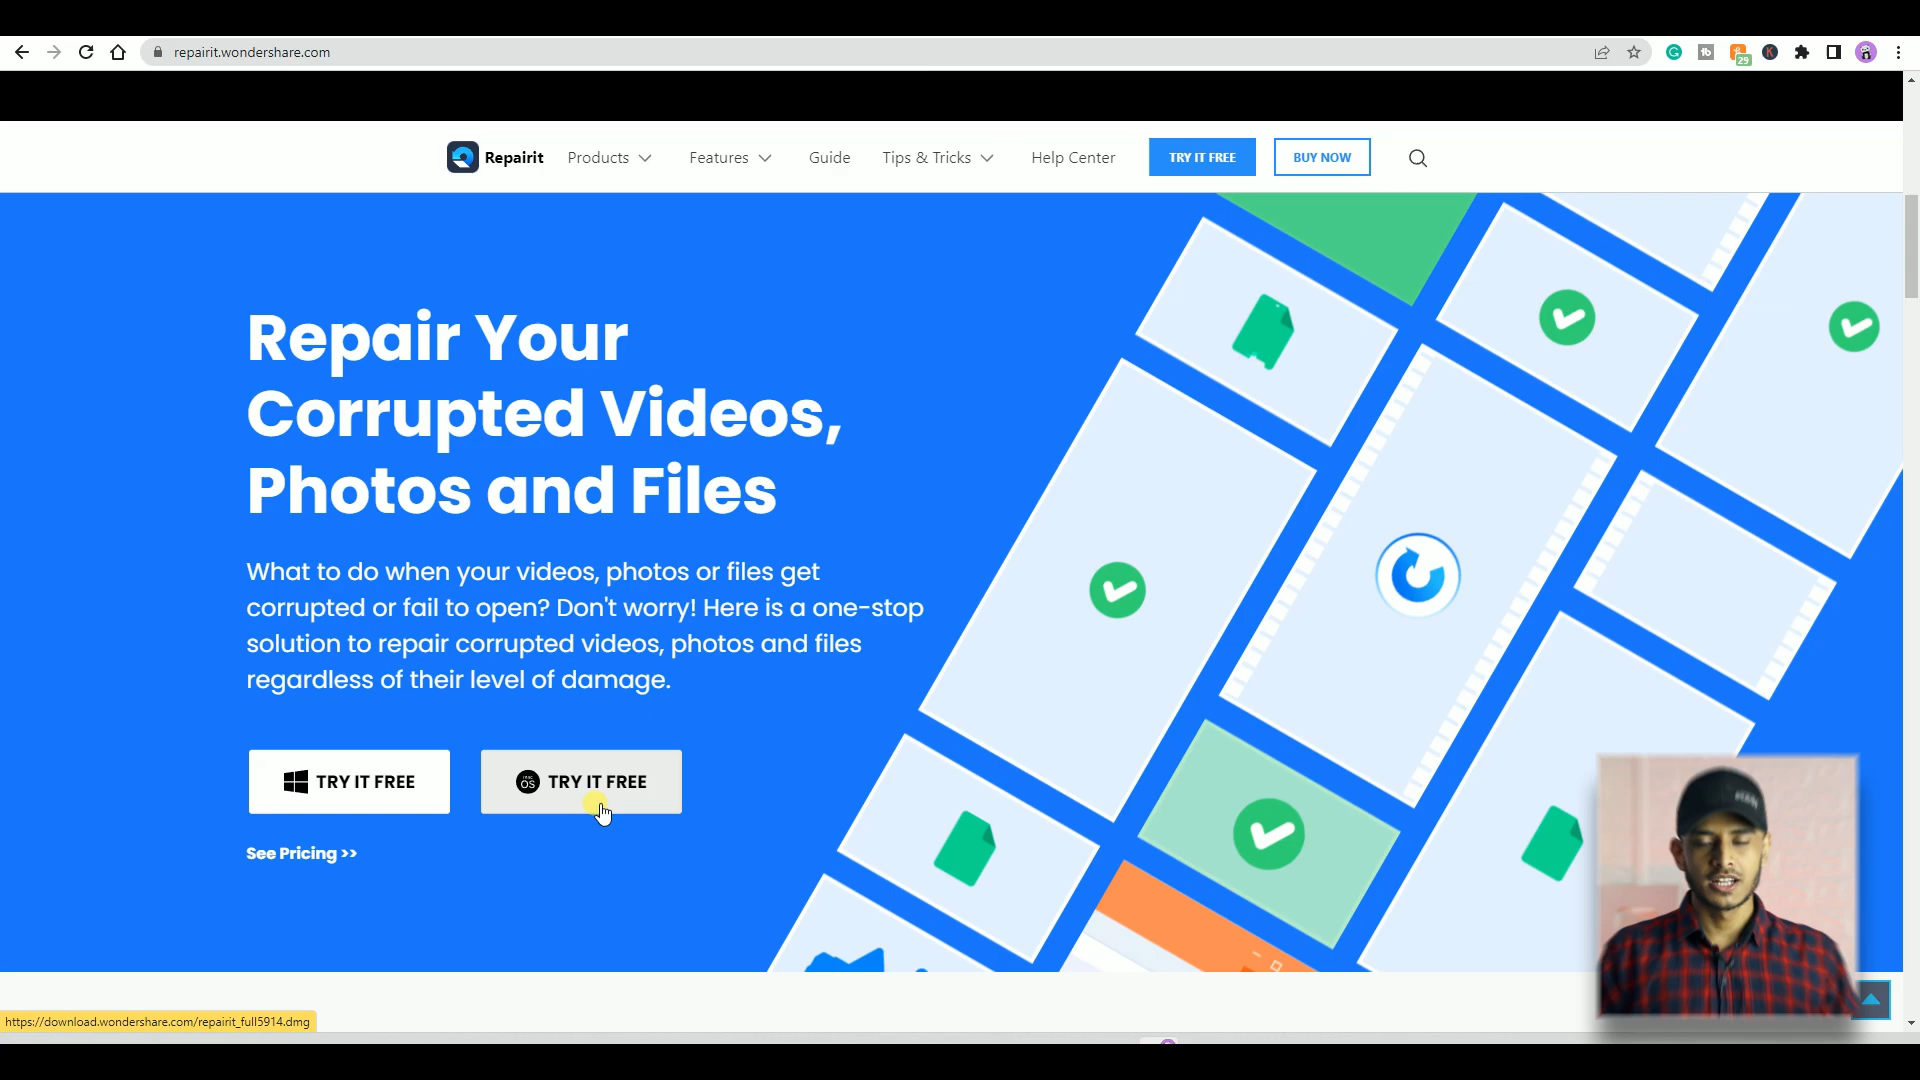 repairit.wondershare.com
29
Repairit Products Features Guide Tips & Tricks Help Center TRY IT FREE BUY NOW
Repair Your
Corrupted Videos,
Photos and Files
What to do when your videos, photos or files get
corrupted or fail to open? Don't worry! Here is a one-stop
solution to repair corrupted videos, photos and files
regardless of their level of damage.
TRY IT FREE
macOS TRY IT FREE
See Pricing >>
https://download.wondershare.com/repairit_full5914.dmg